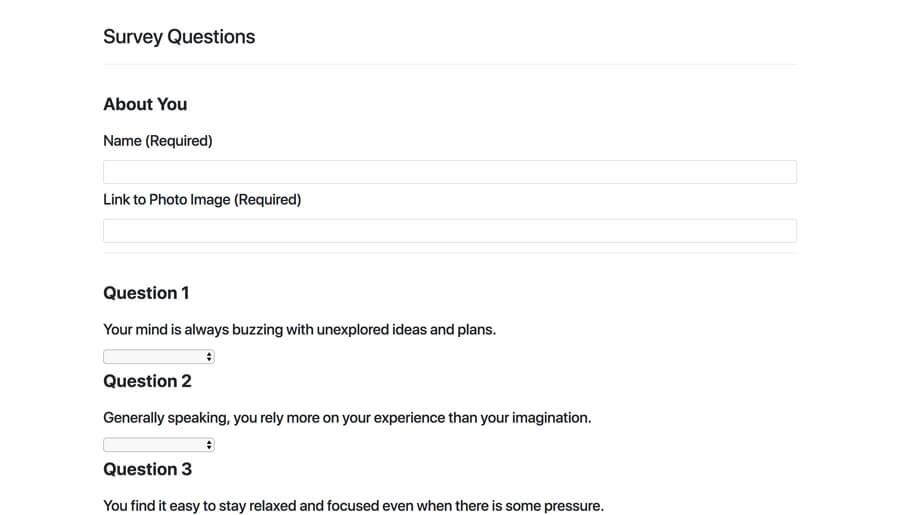 Survey Questions
About You
Name (Required)
Link to Photo Image (Required)
Question 1
Your mind is always buzzing with unexplored ideas and plans.
Question 2
Generally speaking, you rely more on your experience than your imagination.
Question 3
You find it easy to stay relaxed and focused even when there is some pressure.